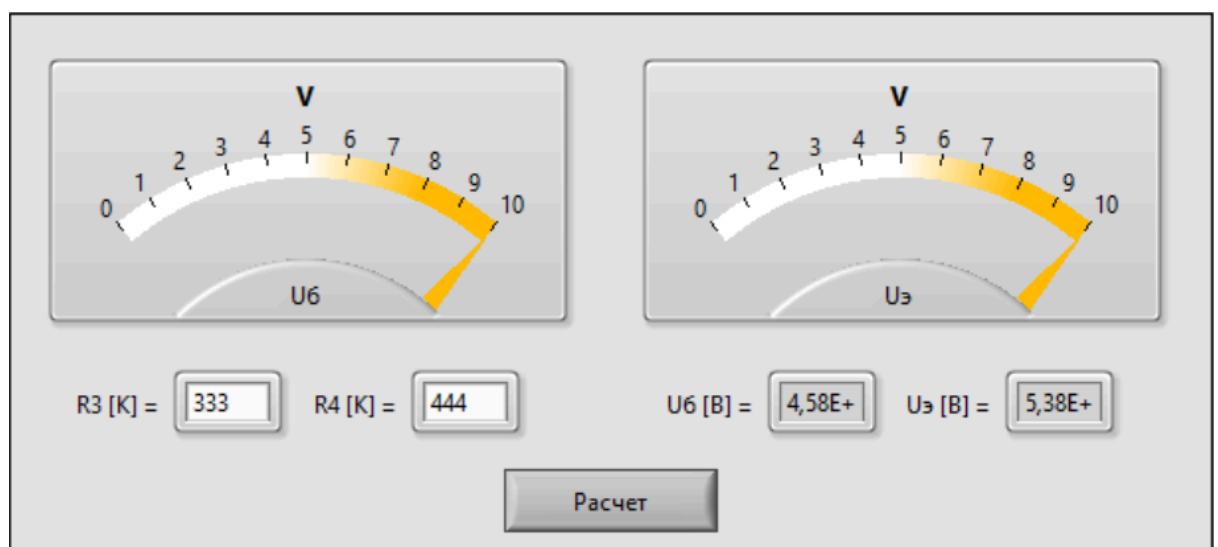 V
0 1 2 3 4 5 6 7 8 9 10
Uб
V
0 1 2 3 4 5 6 7 8 9 10
Uэ
R3 [К] = 333 R4 [К] = 444 Uб [В] = 4,58E+ Uэ [В] = 5,38E+
Расчет